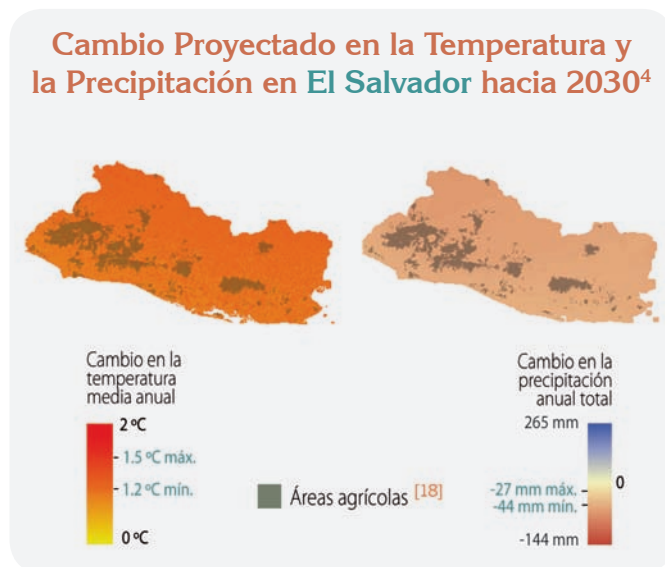 Cambio Proyectado en la Temperatura y
la Precipitación en El Salvador hacia 2030⁴
Cambio en la
temperatura
media anual
2 ºC
1.5 ºC máx.
1.2 ºC mín.
0 ºC
Áreas agrícolas [18]
Cambio en la
precipitación
anual total
265 mm
0
-27 mm máx.
-44 mm mín.
-144 mm